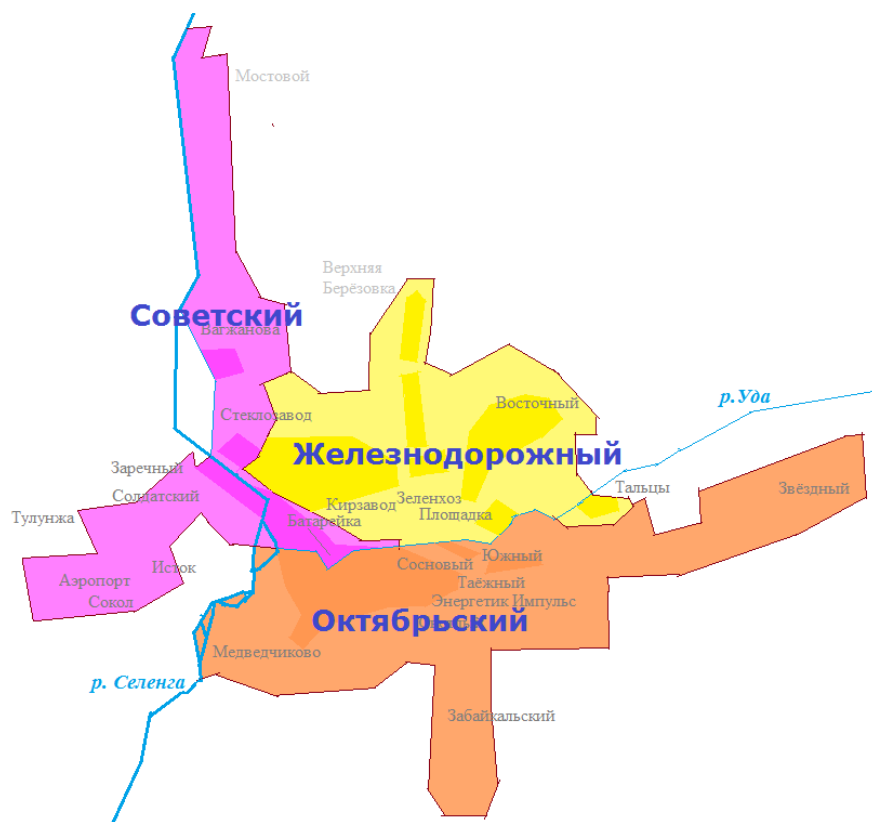 Мостовой
Верхняя
Берёзовка
Советский
Вагжанова
р.Уда
Восточный
Стеклозавод
Железнодорожный
Заречный
Солдатский
Тулунжа
Кирзавод
Зеленхоз
Площадка
Батарейка
Тальцы
Звёздный
Южный
Сосновый
Исток
Аэропорт
Сокол
Таёжный
Энергетик Импульс
Октябрьский
Медведчиково
р. Селенга
Забайкальский